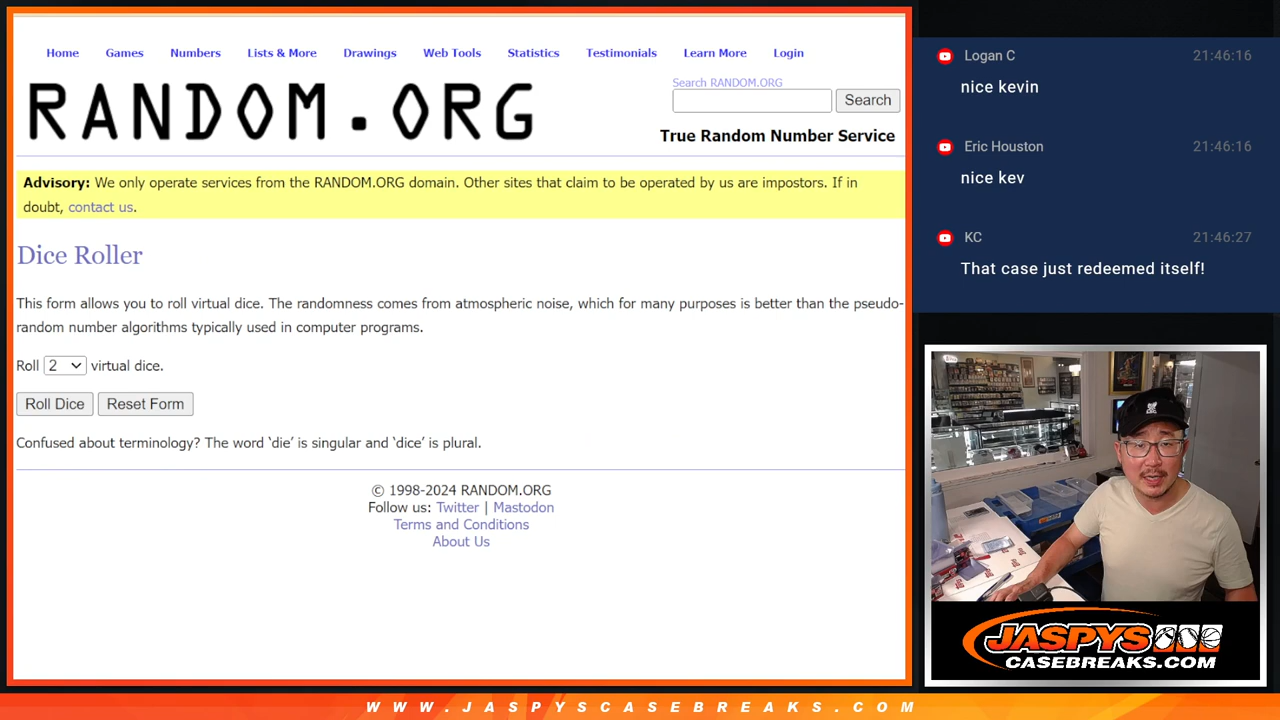 Home Games Numbers Lists & More Drawings Web Tools Statistics Testimonials Learn More Login
RANDOM.ORG
Search RANDOM.ORG
Search
True Random Number Service
Advisory: We only operate services from the RANDOM.ORG domain. Other sites that claim to be operated by us are impostors. If in
doubt, contact us.
Dice Roller
This form allows you to roll virtual dice. The randomness comes from atmospheric noise, which for many purposes is better than the pseudo-
random number algorithms typically used in computer programs.
Roll 2 virtual dice.
Roll Dice Reset Form
Confused about terminology? The word ‘die’ is singular and ‘dice’ is plural.
© 1998-2024 RANDOM.ORG
Follow us: Twitter | Mastodon
Terms and Conditions
About Us
Logan C 21:46:16
nice kevin
Eric Houston 21:46:16
nice kev
KC 21:46:27
That case just redeemed itself!
JASPYS
CASEBREAKS.COM
WWW.JASPYSCASEBREAKS.COM